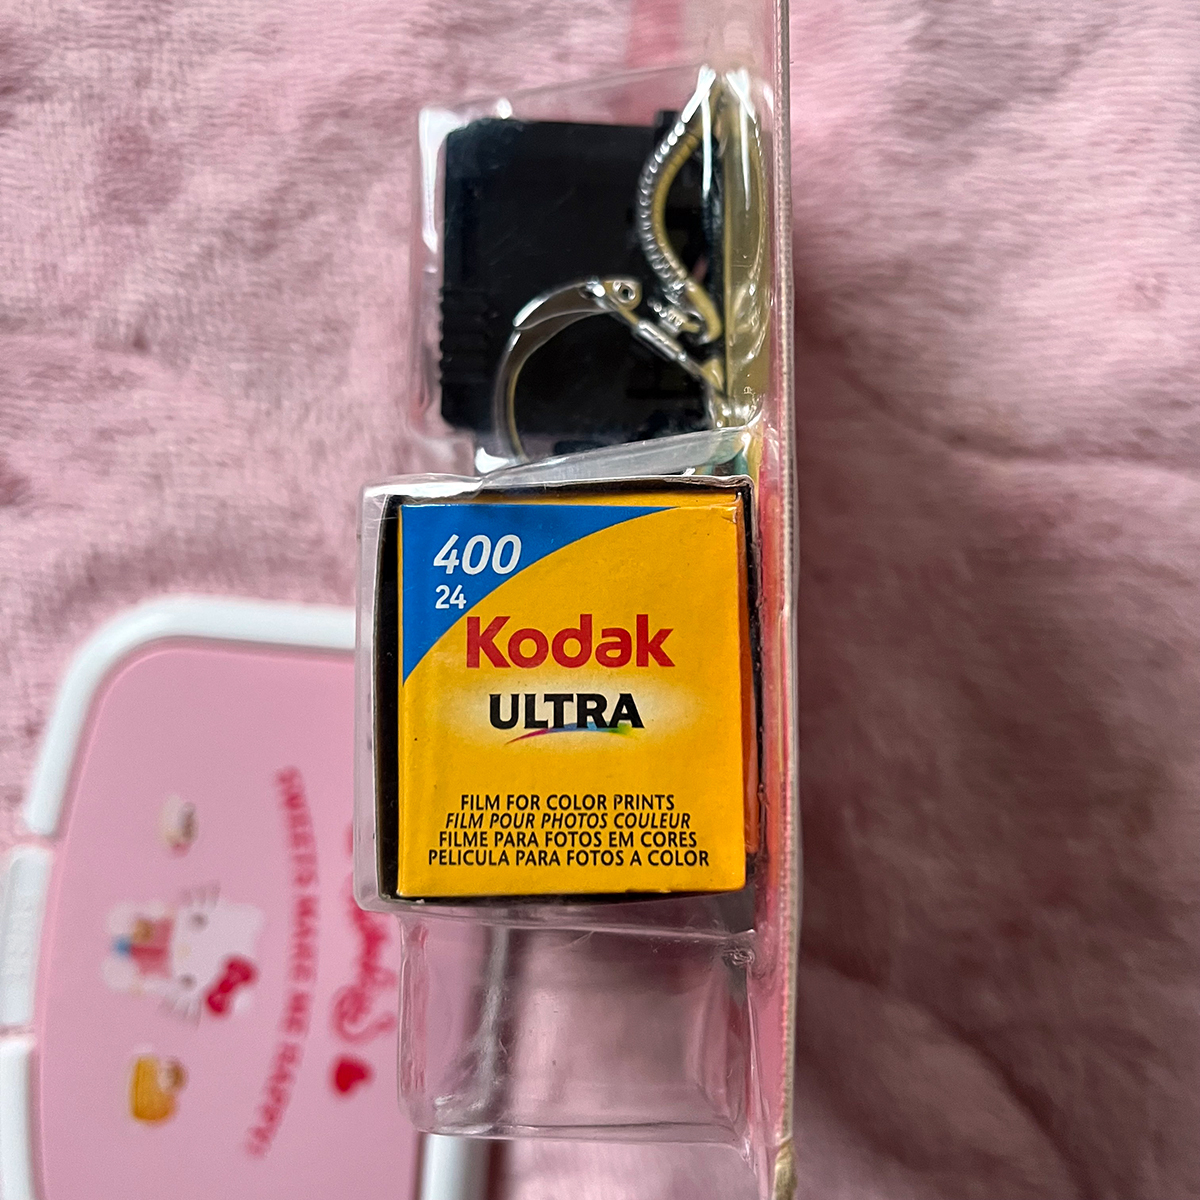 400
24
Kodak
ULTRA
FILM FOR COLOR PRINTS
FILM POUR PHOTOS COULEUR
FILME PARA FOTOS EM CORES
PELICULA PARA FOTOS A COLOR
SWEETS MAKE ME HAPPY!